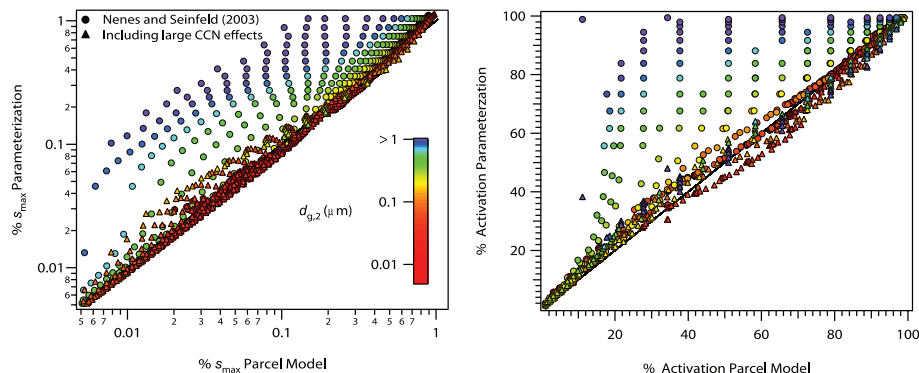 Nenes and Seinfeld (2003)
Including large CCN effects
% s_max Parameterization
1
8
6
4
2
0.1
8
6
4
2
0.01
8
6
5 6 7
0.01
2 3 4 5 6 7
0.1
2 3 4 5 6 7
1
% s_max Parcel Model
>1
0.1
0.01
d_g,2 (μm)
% Activation Parameterzation
100
80
60
40
20
20 40 60 80 100
% Activation Parcel Model